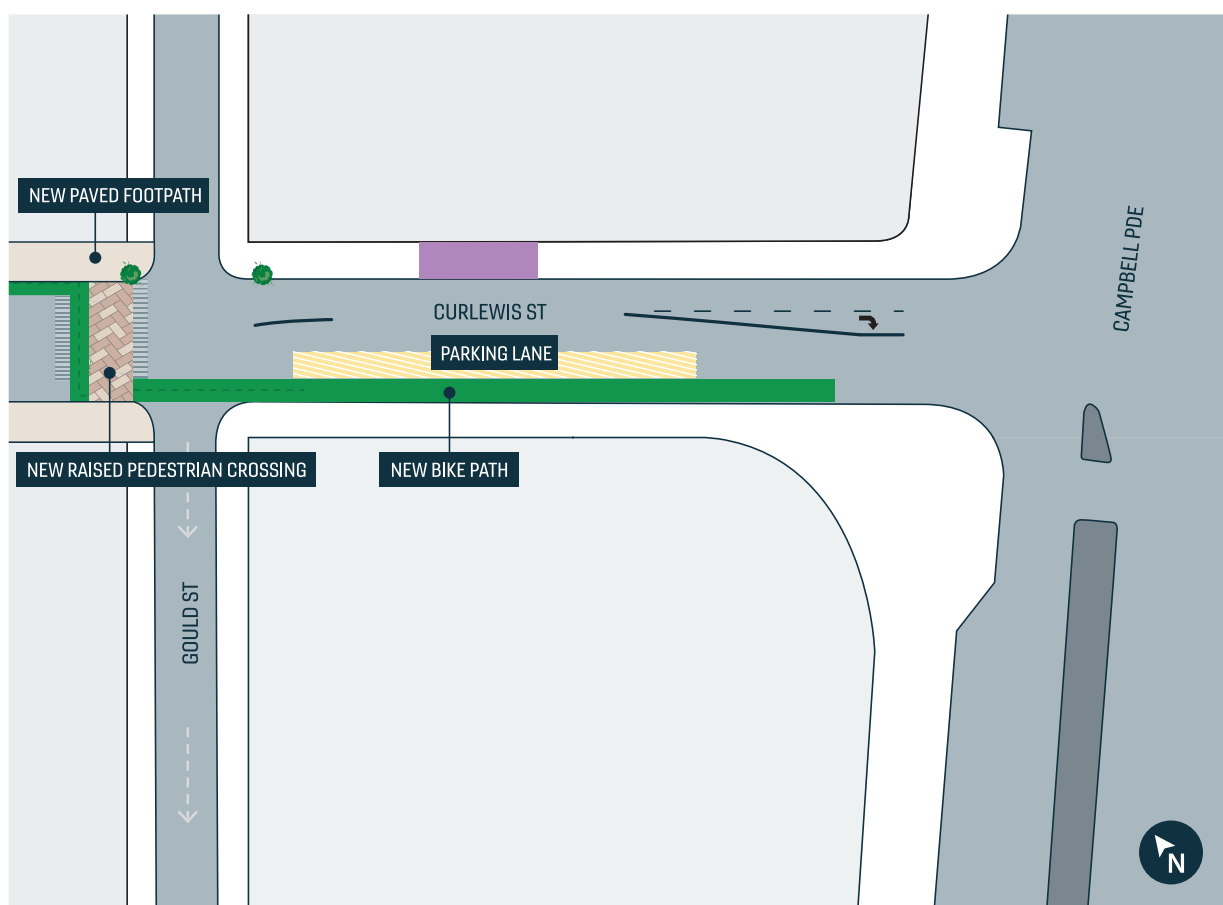 NEW PAVED FOOTPATH
CAMPBELL PDE
CURLEWIS ST
PARKING LANE
NEW RAISED PEDESTRIAN CROSSING
NEW BIKE PATH
GOULD ST
N